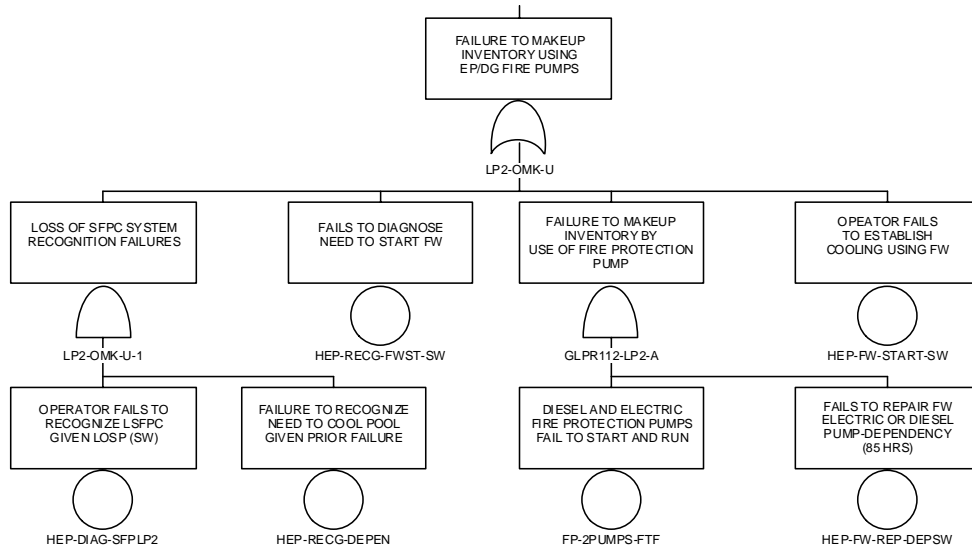 FAILURE TO MAKEUP
INVENTORY USING
EP/DG FIRE PUMPS
LP2-OMK-U
LOSS OF SFPC SYSTEM
RECOGNITION FAILURES
FAILS TO DIAGNOSE
NEED TO START FW
FAILURE TO MAKEUP
INVENTORY BY
USE OF FIRE PROTECTION
PUMP
OPEATOR FAILS
TO ESTABLISH
COOLING USING FW
LP2-OMK-U-1
HEP-RECG-FWST-SW
GLPR112-LP2-A
HEP-FW-START-SW
OPERATOR FAILS TO
RECOGNIZE LSFPC
GIVEN LOSP (SW)
FAILURE TO RECOGNIZE
NEED TO COOL POOL
GIVEN PRIOR FAILURE
DIESEL AND ELECTRIC
FIRE PROTECTION PUMPS
FAIL TO START AND RUN
FAILS TO REPAIR FW
ELECTRIC OR DIESEL
PUMP-DEPENDENCY
(85 HRS)
HEP-DIAG-SFPLP2
HEP-RECG-DEPEN
FP-2PUMPS-FTF
HEP-FW-REP-DEPSW